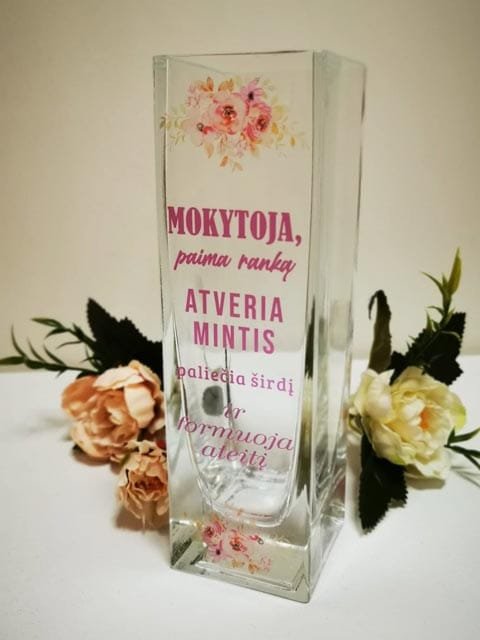 MOKYTOJA,
paima ranką
ATVERIA
MINTIS
paliečia širdį
ir
formuoja
ateitį